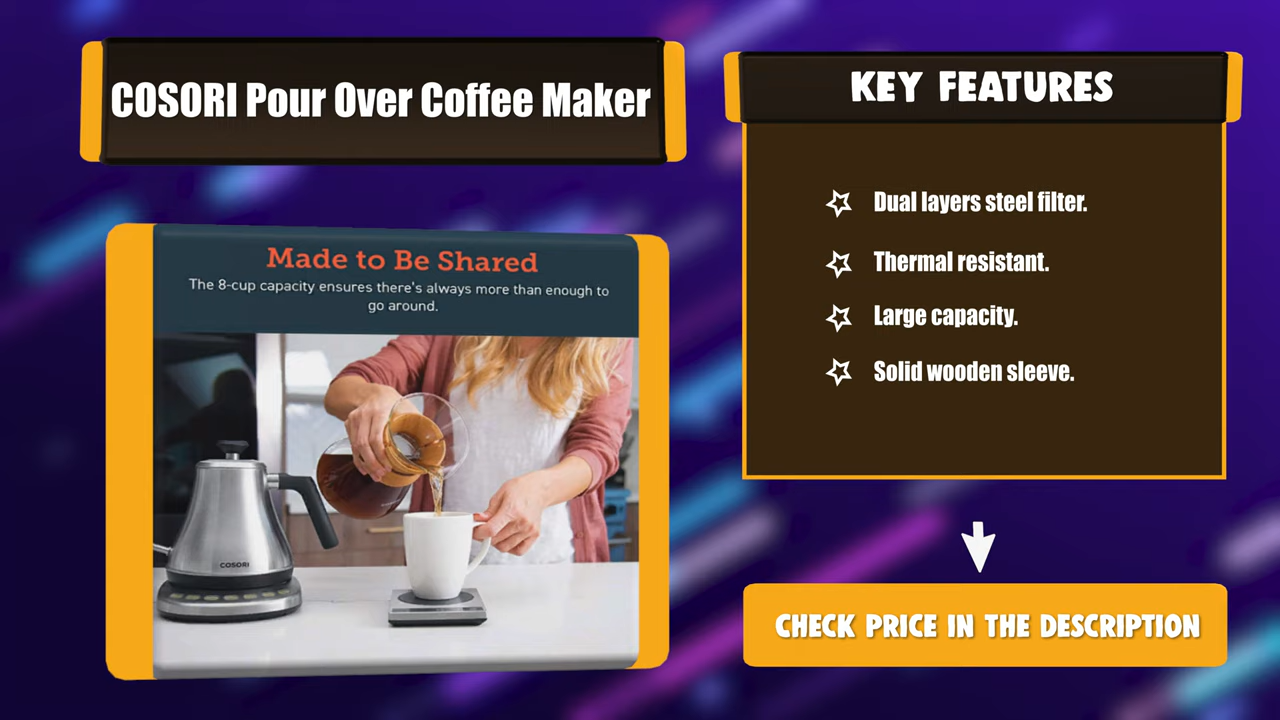 COSORI Pour Over Coffee Maker
Made to Be Shared
The 8-cup capacity ensures there's always more than enough to
go around.
COSORI
KEY FEATURES
Dual layers steel filter.
Thermal resistant.
Large capacity.
Solid wooden sleeve.
CHECK PRICE IN THE DESCRIPTION